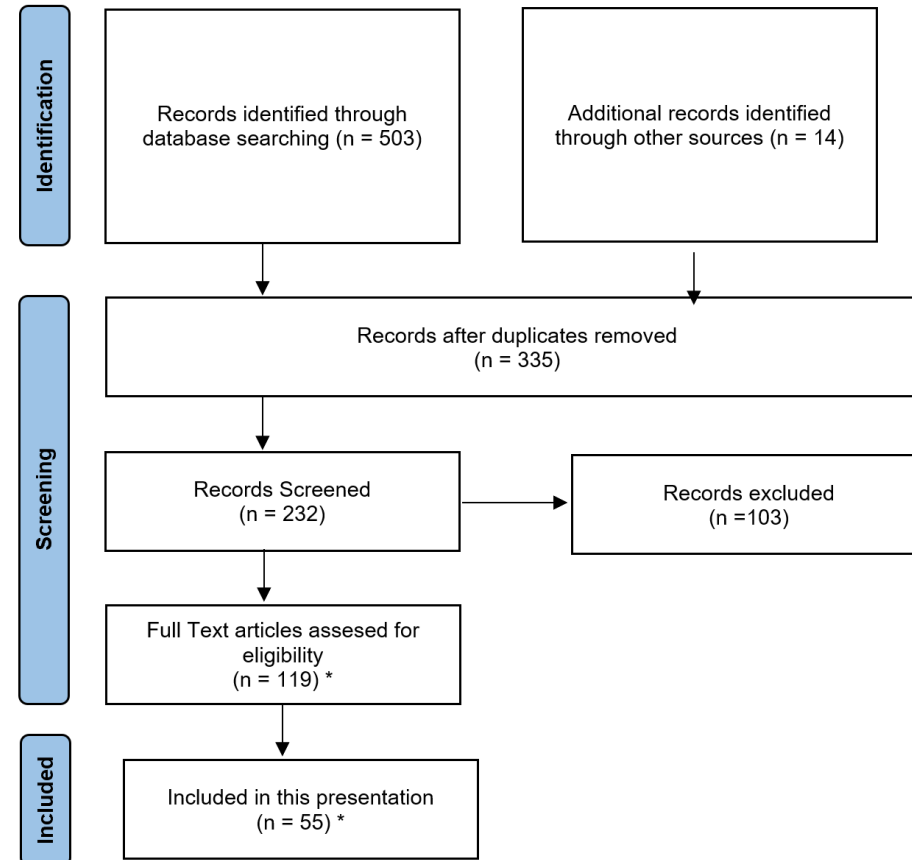 Identification
Records identified through
database searching (n = 503)
Additional records identified
through other sources (n = 14)
Screening
Records after duplicates removed
(n = 335)
Records Screened
(n = 232)
Records excluded
(n =103)
Full Text articles assesed for
eligibility
(n = 119) *
Included
Included in this presentation
(n = 55) *